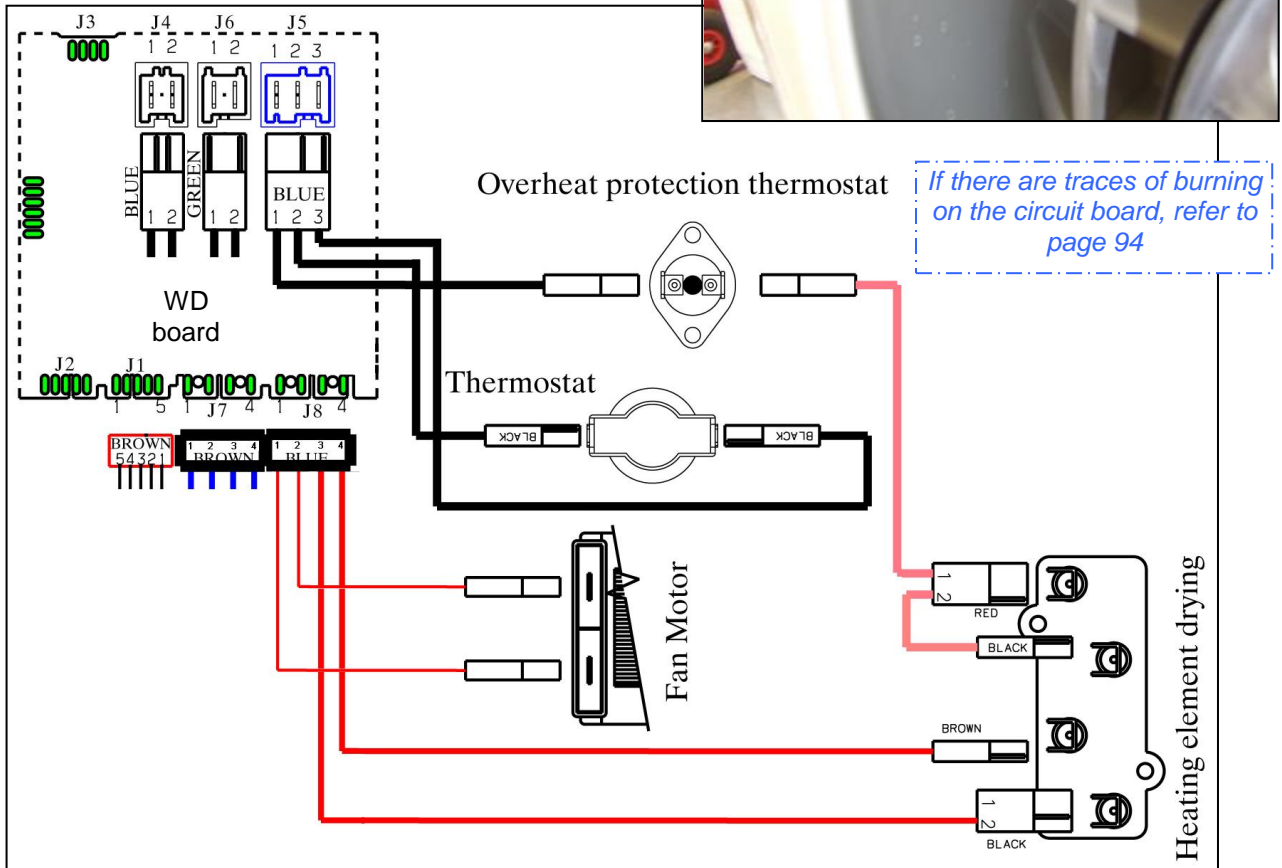 J3
J4
J6
J5
1 2
1 2
1 2 3
BLUE
GREEN
BLUE
1 2
1 2
1 2 3
Overheat protection thermostat
If there are traces of burning
on the circuit board, refer to
page 94
WD
board
J2
J1
1 5
1 4
1 4
J7
J8
Thermostat
BLACK
BLACK
BROWN
54321
1 2 3 4
BROWN
1 2 3 4
BLUE
Fan Motor
1
2
RED
BLACK
BROWN
1
2
BLACK
Heating element drying